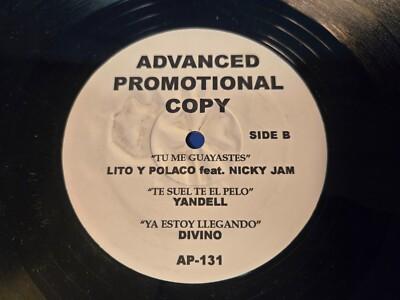 ADVANCED
PROMOTIONAL
COPY
SIDE B
"TU ME GUAYASTES"
LITO Y POLACO feat. NICKY JAM
"TE SUEL TE EL PELO"
YANDELL
"YA ESTOY LLEGANDO"
DIVINO
AP-131